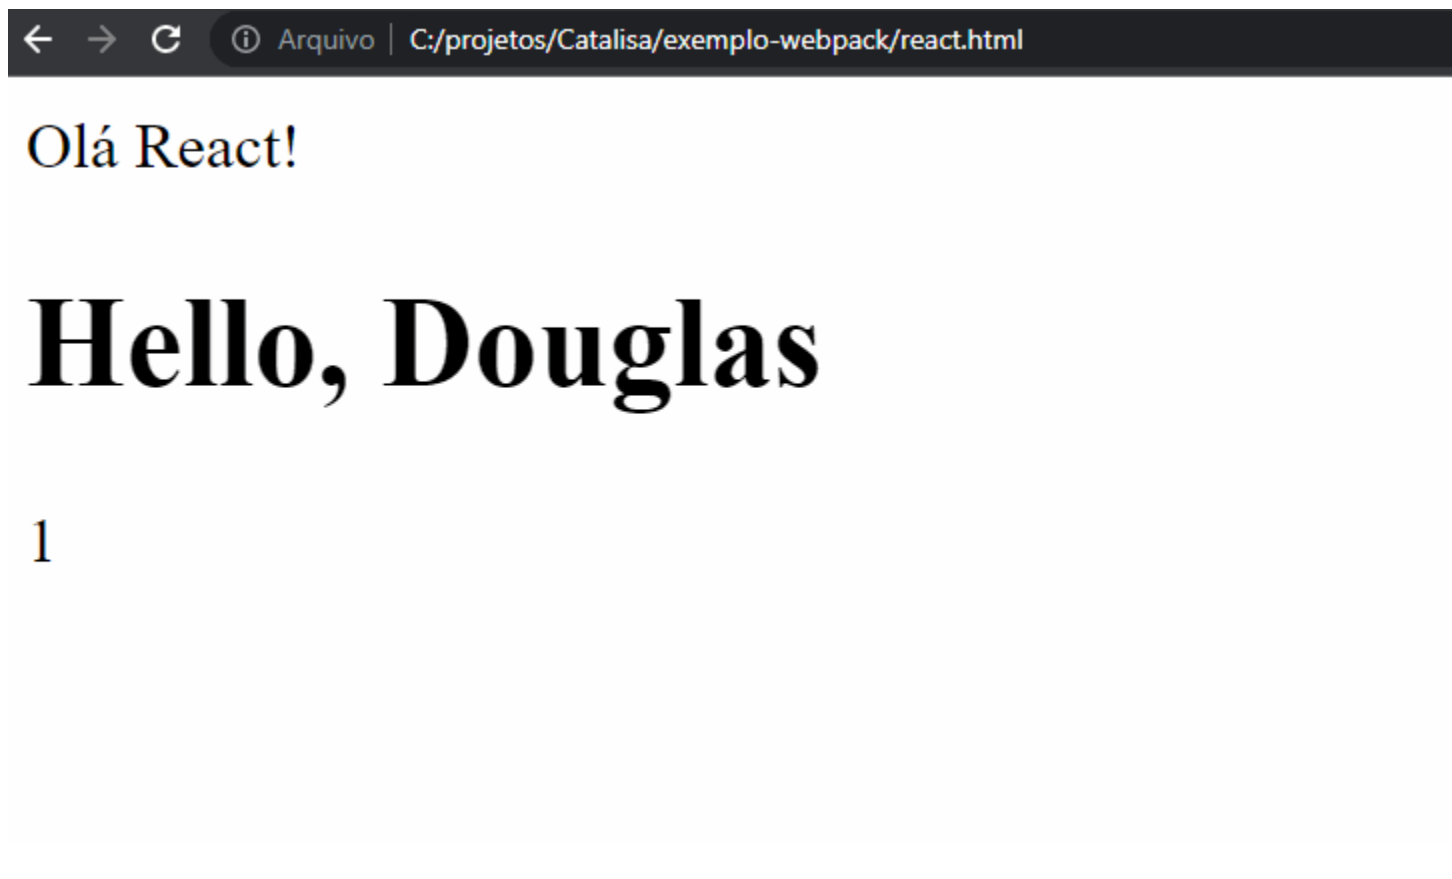 Arquivo | C:/projetos/Catalisa/exemplo-webpack/react.html
Olá React!
Hello, Douglas
1